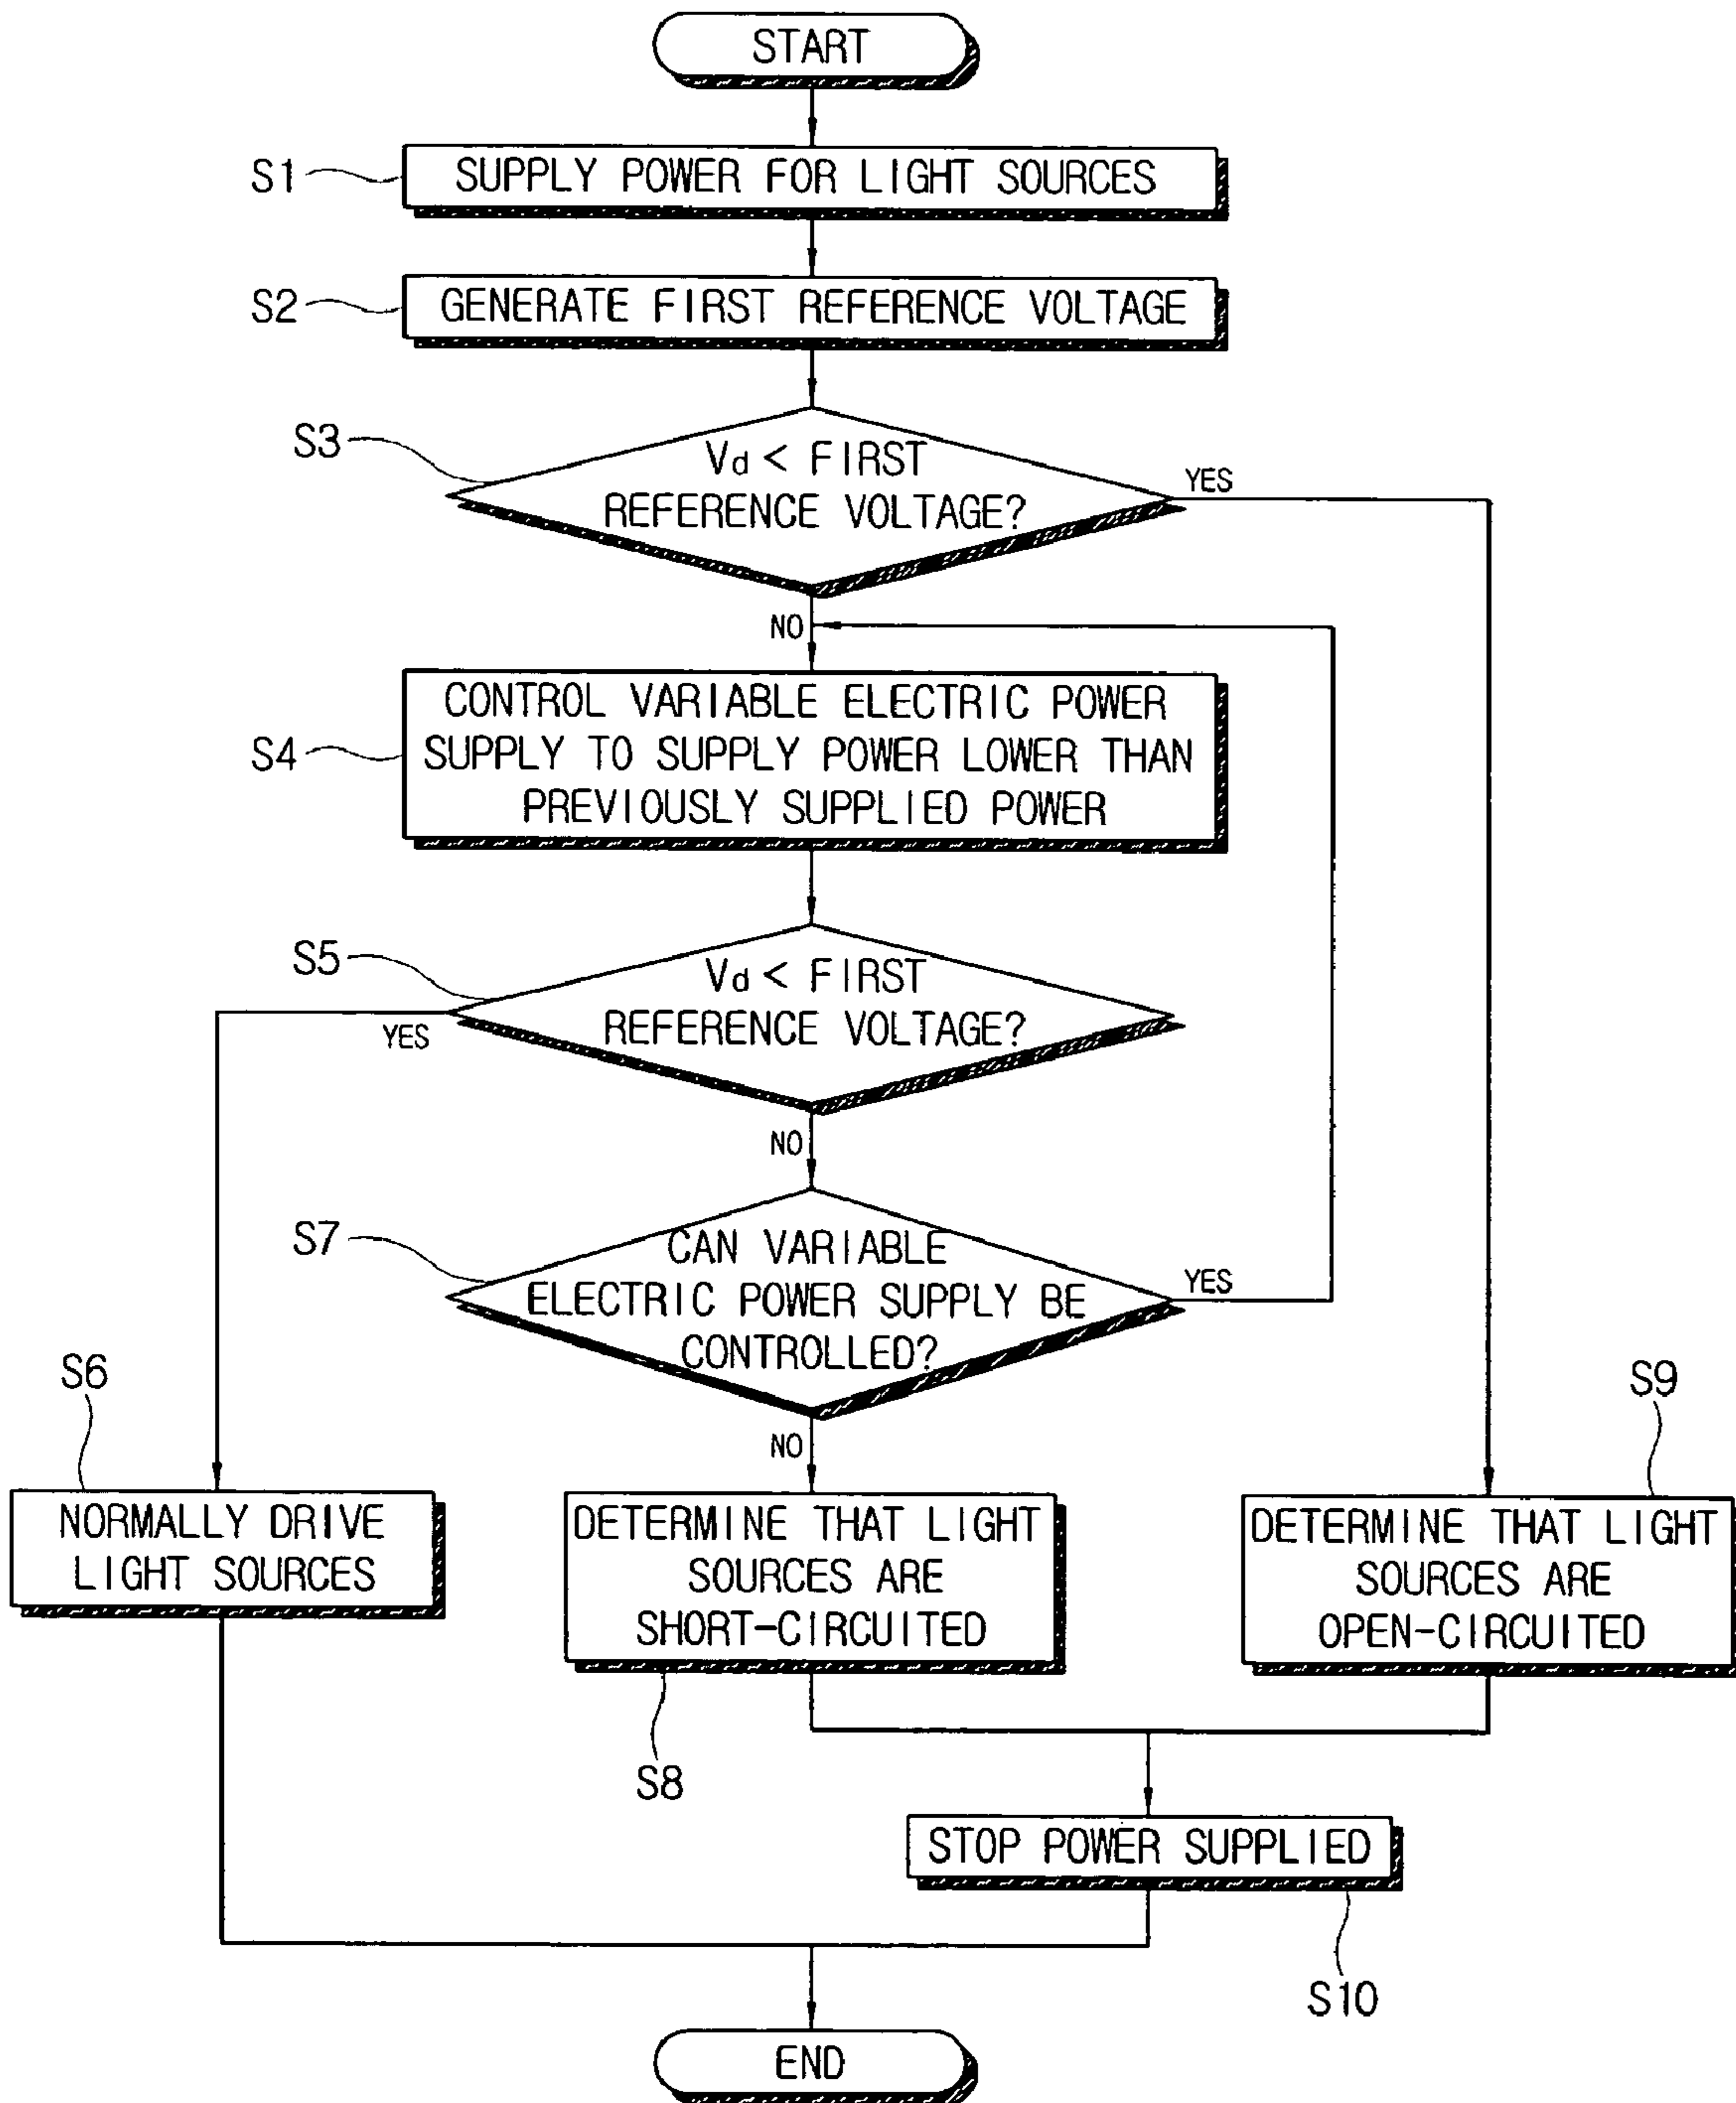 START
S1
SUPPLY POWER FOR LIGHT SOURCES
S2
GENERATE FIRST REFERENCE VOLTAGE
S3
Vd < FIRST
REFERENCE VOLTAGE?
YES
NO
S4
CONTROL VARIABLE ELECTRIC POWER
SUPPLY TO SUPPLY POWER LOWER THAN
PREVIOUSLY SUPPLIED POWER
S5
Vd < FIRST
REFERENCE VOLTAGE?
YES
NO
S7
CAN VARIABLE
ELECTRIC POWER SUPPLY BE
CONTROLLED?
YES
NO
S6
NORMALLY DRIVE
LIGHT SOURCES
DETERMINE THAT LIGHT
SOURCES ARE
SHORT-CIRCUITED
S8
S9
DETERMINE THAT LIGHT
SOURCES ARE
OPEN-CIRCUITED
STOP POWER SUPPLIED
S10
END